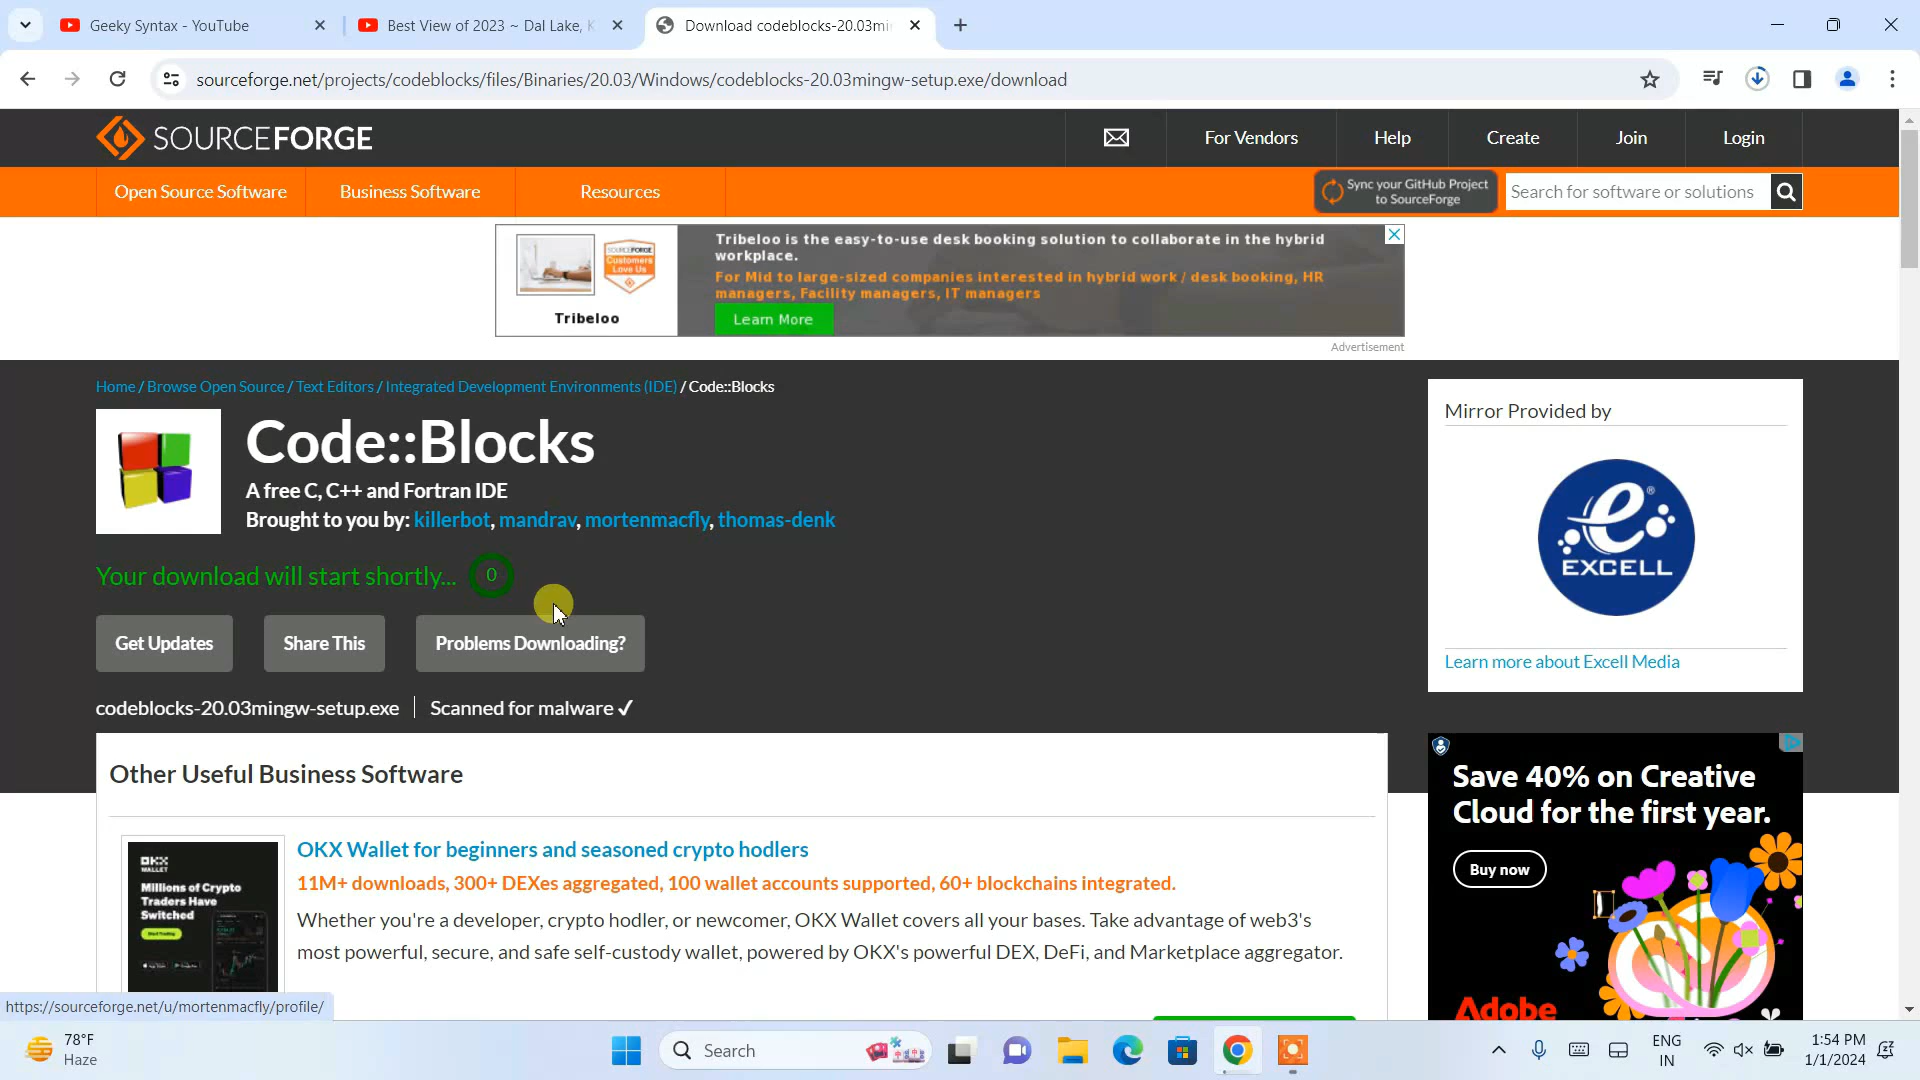 Geeky Syntax - YouTube
Best View of 2023 ~ Dal Lake, K
Download codeblocks-20.03min
sourceforge.net/projects/codeblocks/files/Binaries/20.03/Windows/codeblocks-20.03mingw-setup.exe/download
SOURCEFORGE
For Vendors
Help
Create
Join
Login
Open Source Software
Business Software
Resources
Sync your GitHub Project
to SourceForge
Search for software or solutions
SOURCEFORGE
Customers
Love Us
Tribeloo
Tribeloo is the easy-to-use desk booking solution to collaborate in the hybrid
workplace.
For Mid to large-sized companies interested in hybrid work / desk booking, HR
managers, Facility managers, IT managers
Learn More
Advertisement
Home / Browse Open Source / Text Editors / Integrated Development Environments (IDE) / Code::Blocks
Code::Blocks
A free C, C++ and Fortran IDE
Brought to you by: killerbot, mandrav, mortenmacfly, thomas-denk
Your download will start shortly... 0
Get Updates
Share This
Problems Downloading?
codeblocks-20.03mingw-setup.exe
Scanned for malware ✓
Mirror Provided by
e
EXCELL
®
Learn more about Excell Media
Other Useful Business Software
OKX
WALLET
Millions of Crypto
Traders Have
Switched
OKX Wallet for beginners and seasoned crypto hodlers
11M+ downloads, 300+ DEXes aggregated, 100 wallet accounts supported, 60+ blockchains integrated.
Whether you're a developer, crypto hodler, or newcomer, OKX Wallet covers all your bases. Take advantage of web3's
most powerful, secure, and safe self-custody wallet, powered by OKX's powerful DEX, DeFi, and Marketplace aggregator.
Save 40% on Creative
Cloud for the first year.
Buy now
Adobe
https://sourceforge.net/u/mortenmacfly/profile/
78°F
Haze
Search
ENG
IN
1:54 PM
1/1/2024